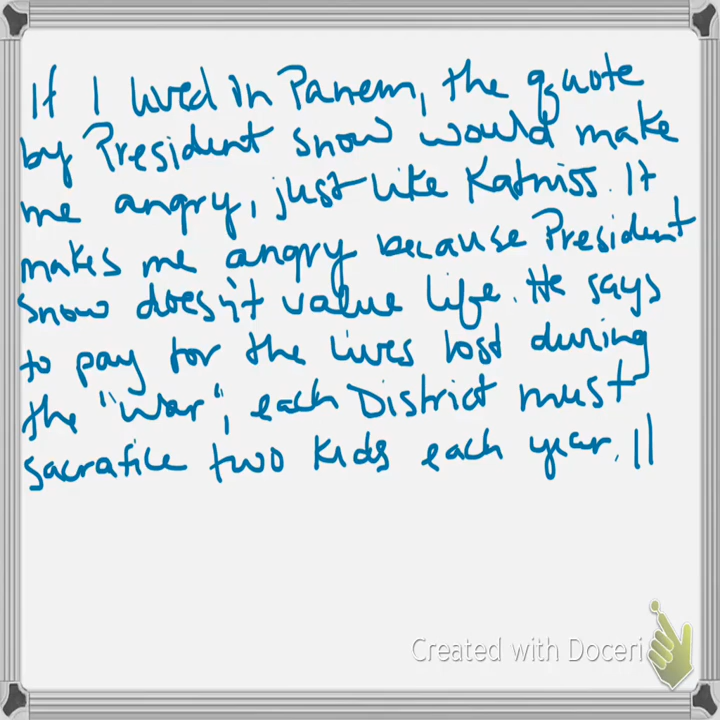 If I lived in Panem, the quote
by President Snow would make
me angry, just like Katniss. It
makes me angry because President
Snow doesn't value life. He says
to pay for the lives lost during
the "war", each District must
sacrafice two kids each year. ||
Created with Doceri